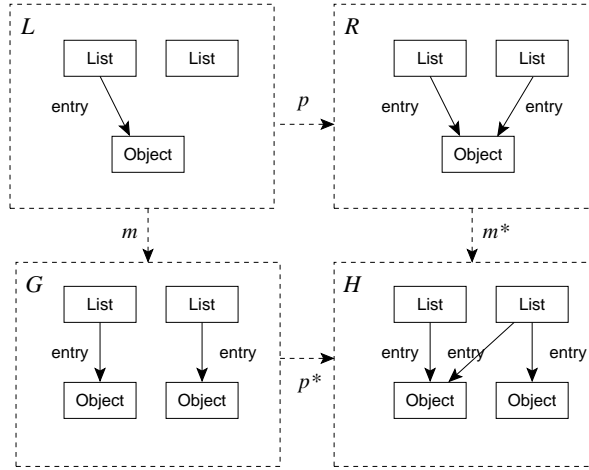 L
List List
entry
Object
p
R
List List
entry entry
Object
m
m*
G
List List
entry entry
Object Object
p*
H
List List
entry entry entry
Object Object